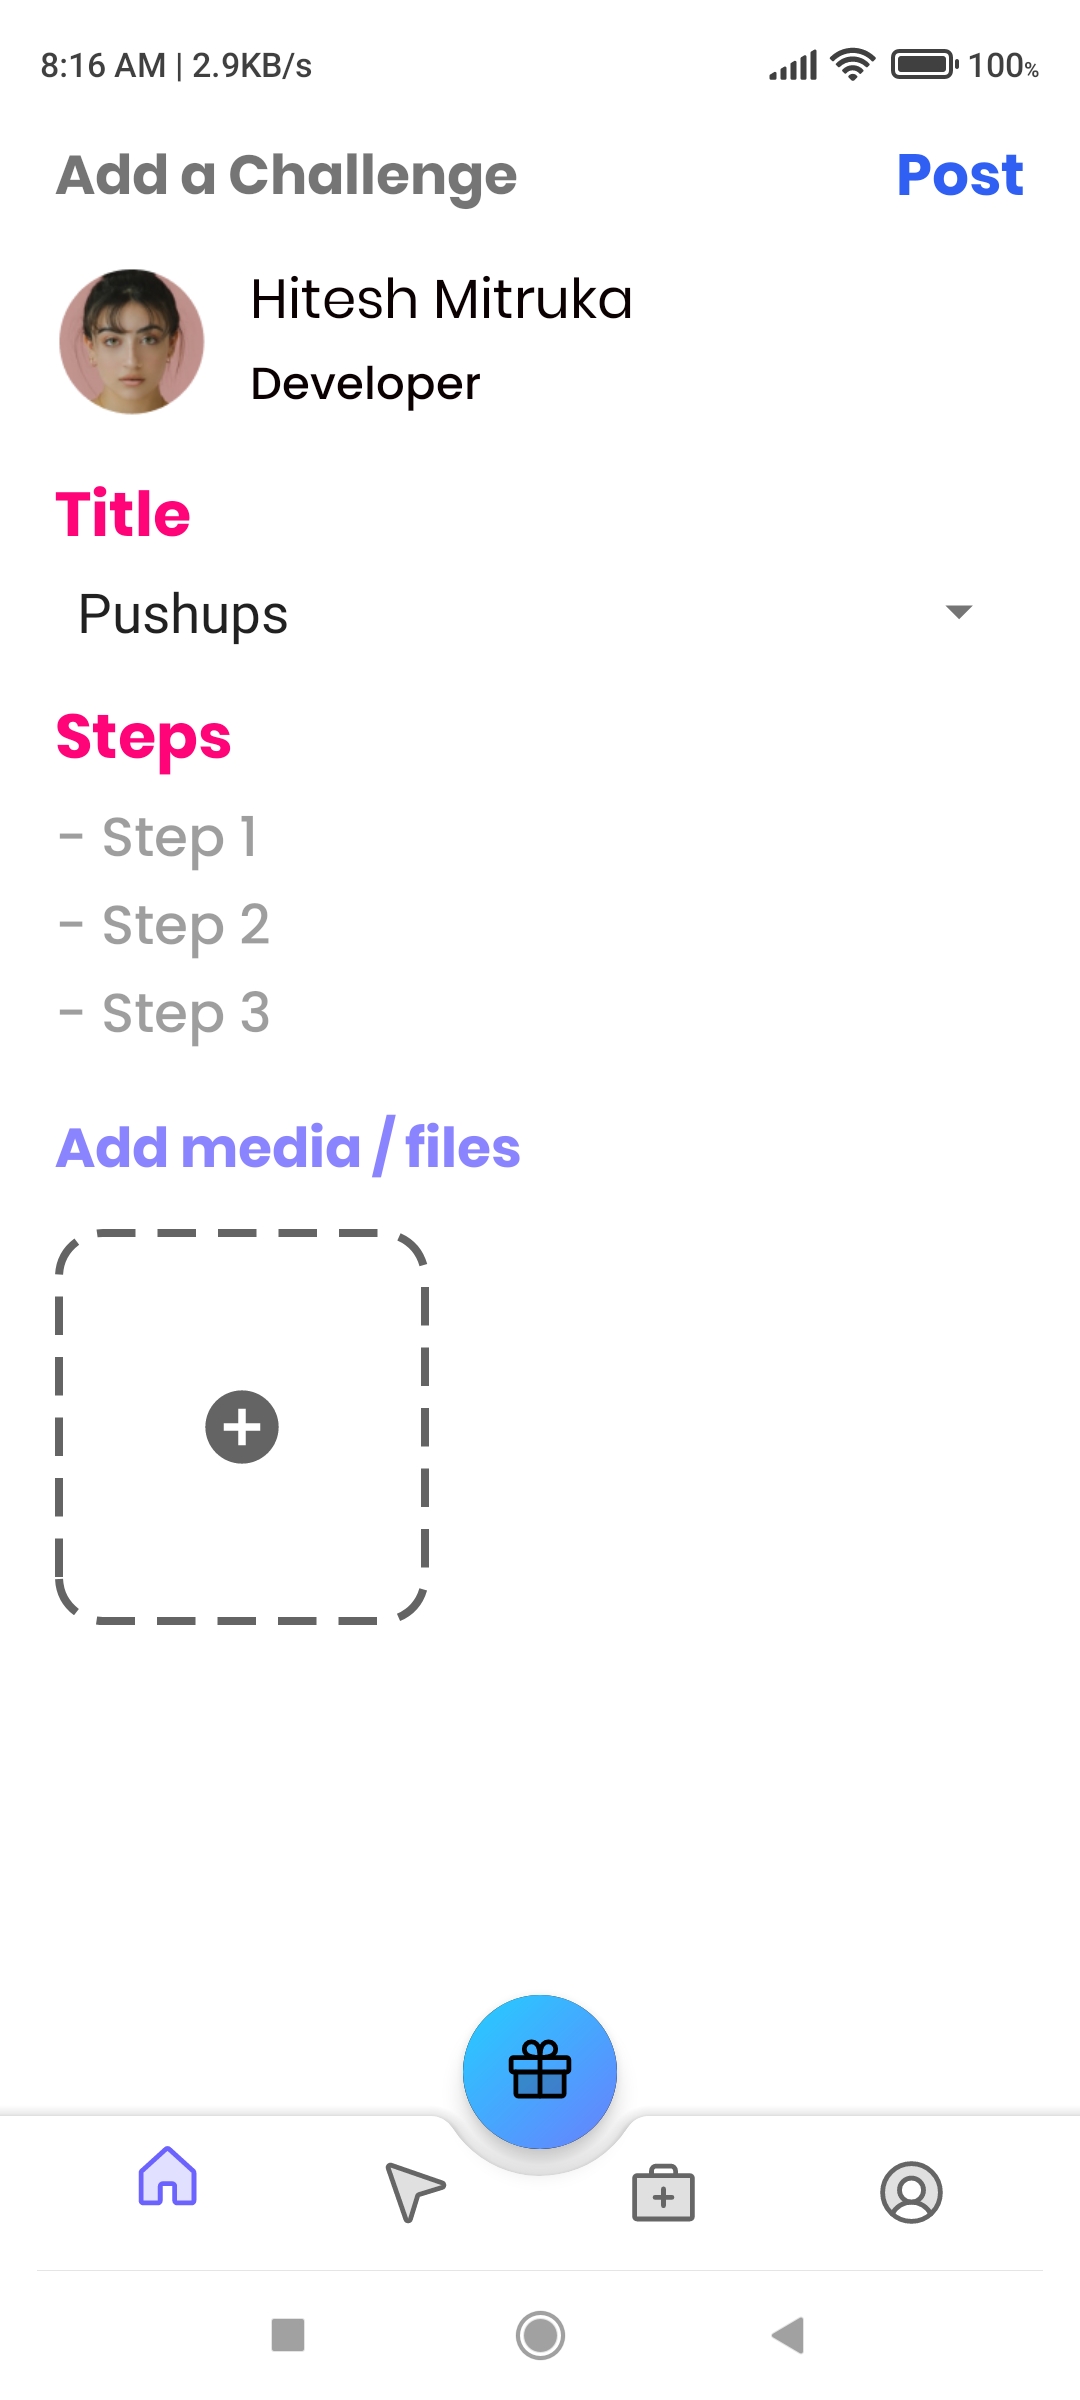 8:16 AM | 2.9KB/s 100%
Add a Challenge Post
Hitesh Mitruka
Developer
Title
Pushups
Steps
- Step 1
- Step 2
- Step 3
Add media / files